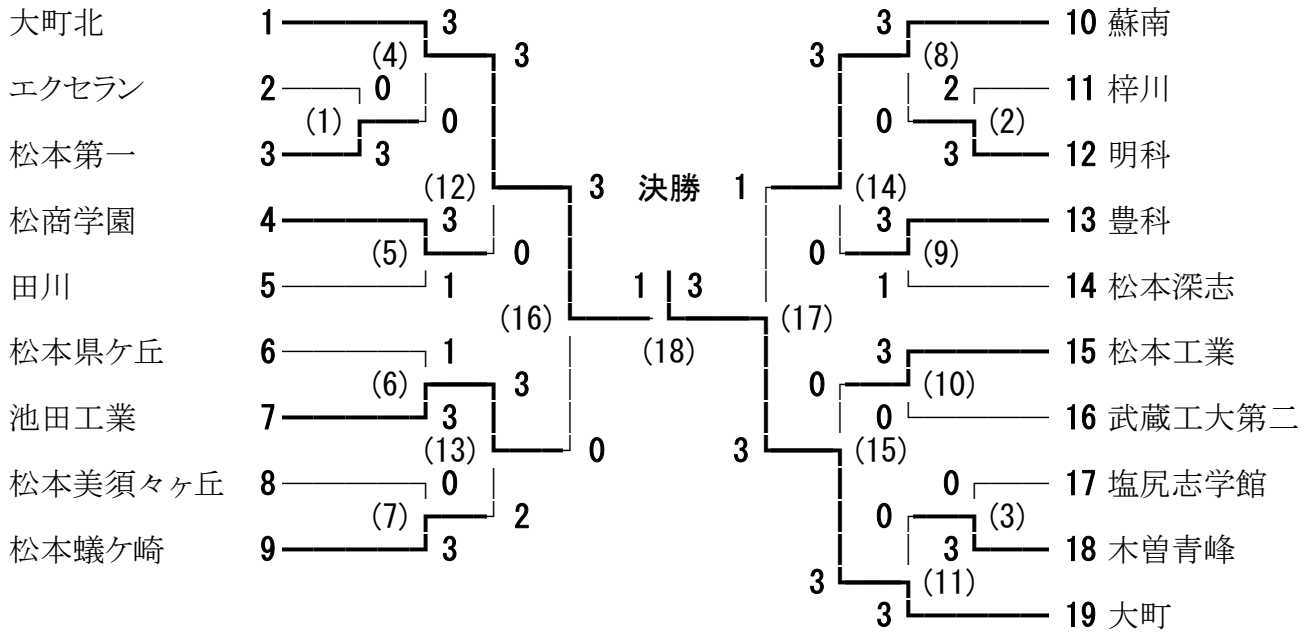 大町北 1 3 3 10 蘇南
(4) 3 3 (8)
エクセラン 2 0 2 11 梓川
(1) 0 0 (2)
松本第一 3 3 3 12 明科
(12) 3 決勝 1 (14)
松商学園 4 3 3 13 豊科
(5) 0 0 (9)
田川 5 1 1 3 1 14 松本深志
(16) (17)
松本県ケ丘 6 1 (18) 3 15 松本工業
(6) 3 0 (10)
池田工業 7 3 0 16 武蔵工大第二
(13) 0 3 (15)
松本美須々ヶ丘 8 0 0 17 塩尻志学館
(7) 2 0 (3)
松本蟻ケ崎 9 3 3 18 木曽青峰
3 (11)
3 19 大町